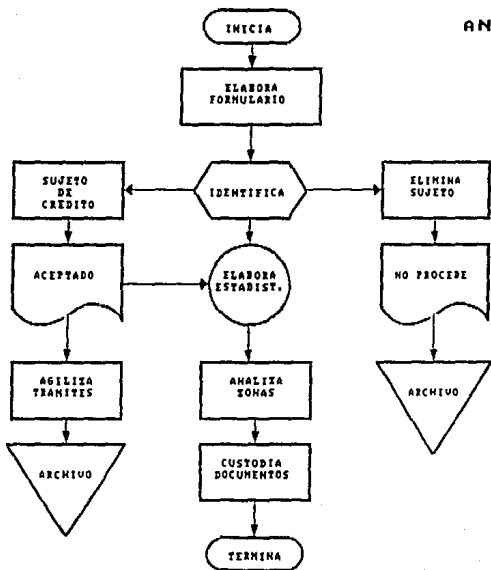 INICIA
AN
ELABORA
FORMULARIO
SUJETO
DE
CREDITO
IDENTIFICA
ELIMINA
SUJETO
ACEPTADO
ELABORA
ESTADIST.
NO PROCEDE
AGILIZA
TRAMITES
ANALIZA
ZONAS
ARCHIVO
ARCHIVO
CUSTODIA
DOCUMENTOS
TERMINA